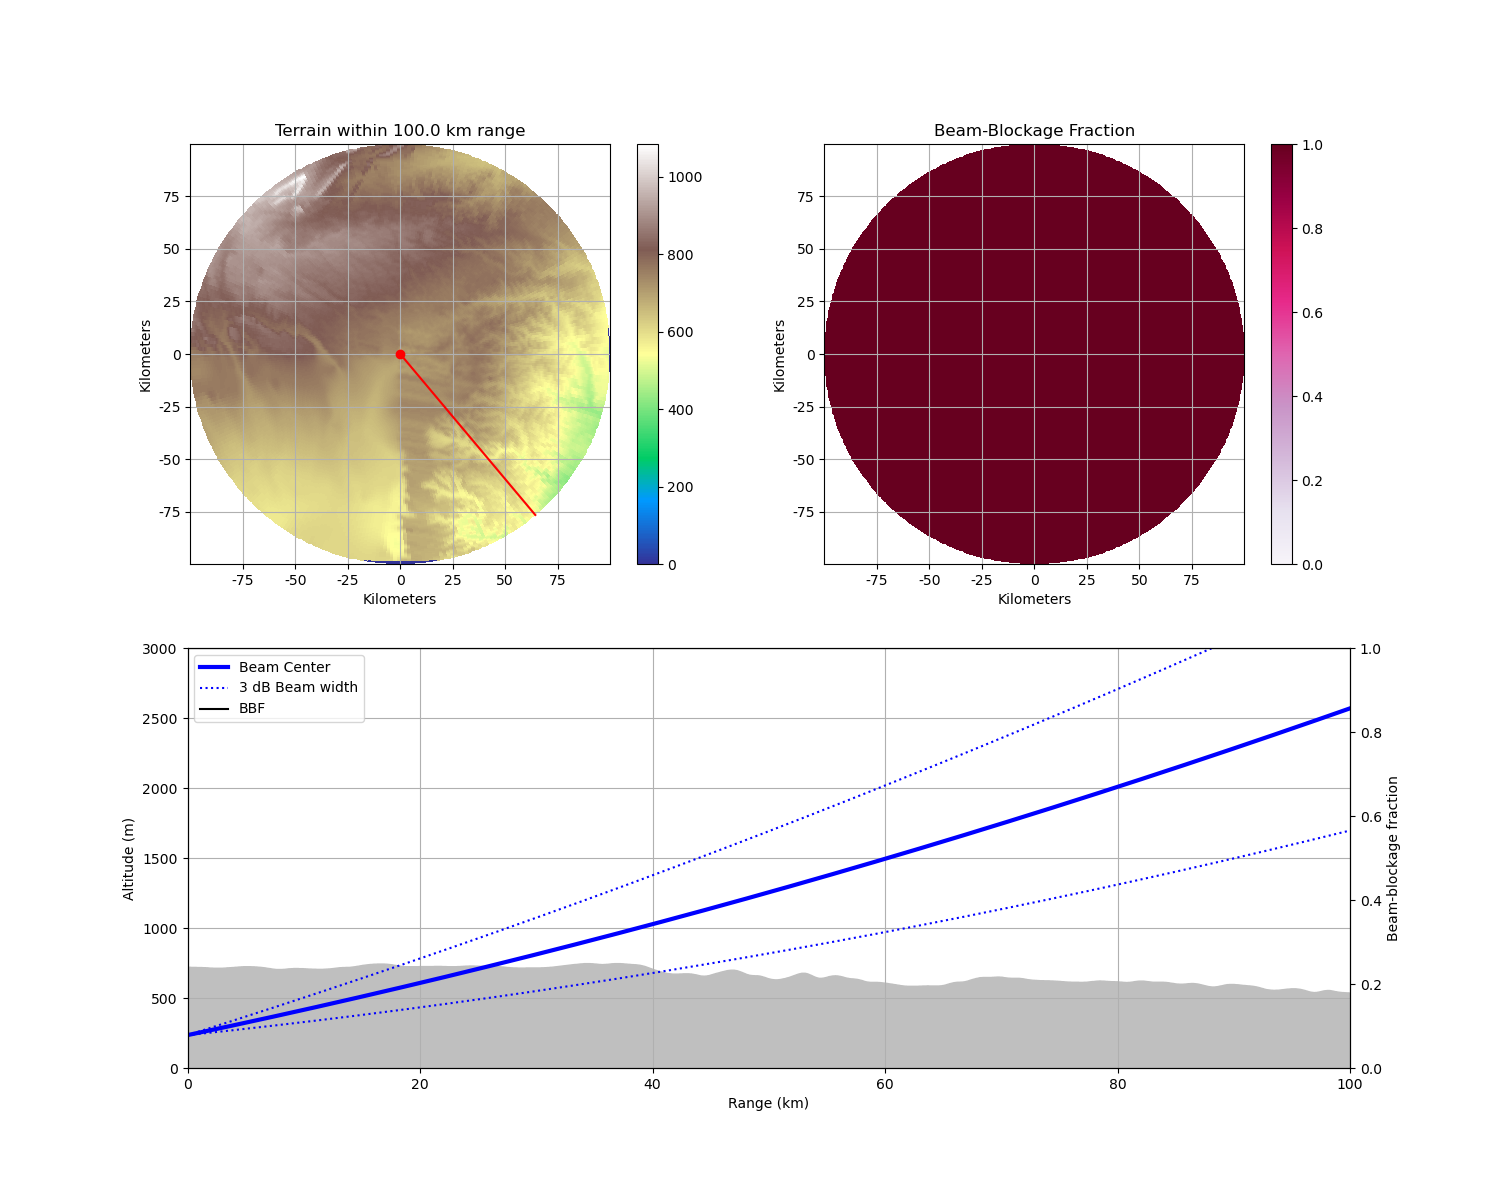 Terrain within 100.0 km range
Kilometers
75
50
25
0
-25
-50
-75
-75 -50 -25 0 25 50 75
Kilometers
1000
800
600
400
200
0
Beam-Blockage Fraction
Kilometers
75
50
25
0
-25
-50
-75
-75 -50 -25 0 25 50 75
Kilometers
1.0
0.8
0.6
0.4
0.2
0.0
Altitude (m)
3000
2500
2000
1500
1000
500
0
Beam Center
3 dB Beam width
BBF
0 20 40 60 80 100
Range (km)
1.0
0.8
0.6
0.4
0.2
0.0
Beam-blockage fraction